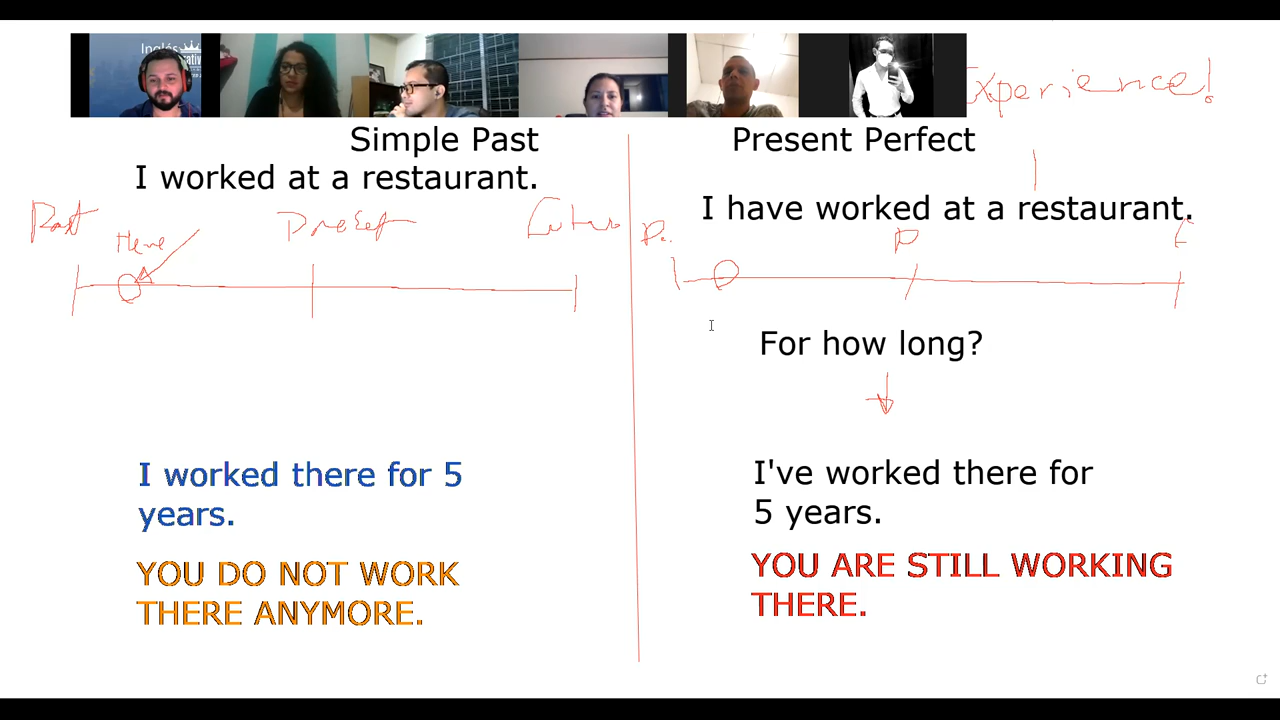 Inglés
Experience!
Simple Past
I worked at a restaurant.
Past
Here
Present
Future
I worked there for 5
years.
YOU DO NOT WORK
THERE ANYMORE.
Present Perfect
I have worked at a restaurant.
P.
P
F
For how long?
I've worked there for
5 years.
YOU ARE STILL WORKING
THERE.